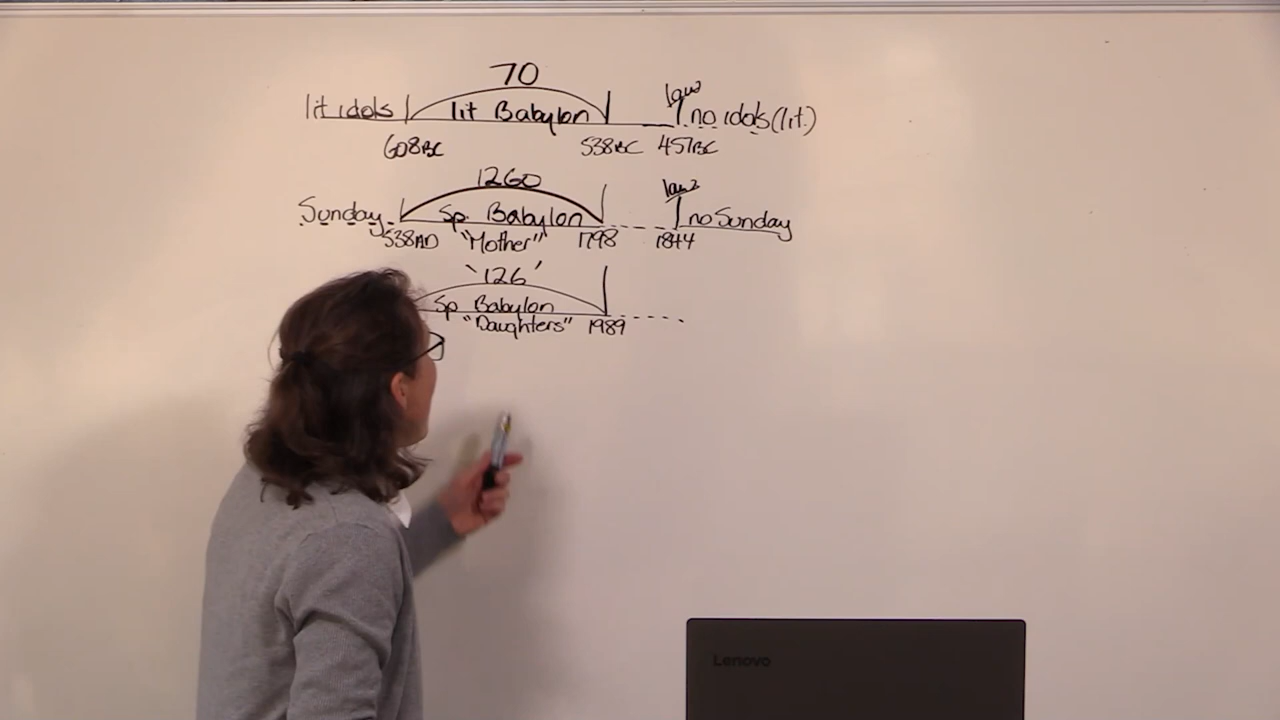 70
lit idols lit Babylon law no idols (lit.)
608BC 538BC 457BC
1260
Sunday Sp. Babylon law no Sunday
538AD "Mother" 1798 1844
'126'
Sp Babylon
"Daughters" 1989
Lenovo